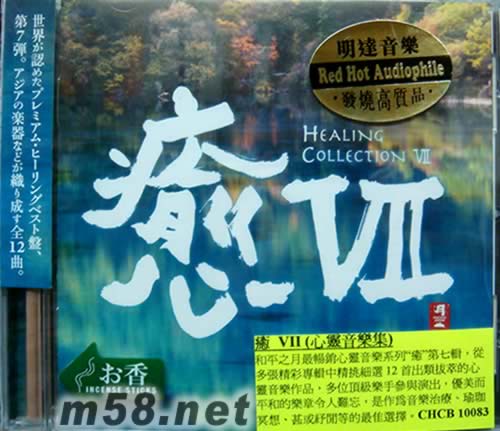 世界が認めた、プレミアム・ヒーリングベスト盤、
第7弾。アジアの楽器などが織り成す全12曲。
明達音樂
Red Hot Audiophile
·發燒高質品·
HEALING
COLLECTION VII
癒 VII
お香
INCENSE STICKS
癒 VII (心靈音樂集)
和平之月最暢銷心靈音樂系列“癒”第七輯，從
多張精彩專輯中精挑細選12首出類拔萃的心
靈音樂作品，多位頂級樂手參與演出，優美而
平和的樂章令人難忘，是作為音樂治療、瑜珈
冥想、甚或紓閒等的最佳選擇。CHCB 10083
m58.net